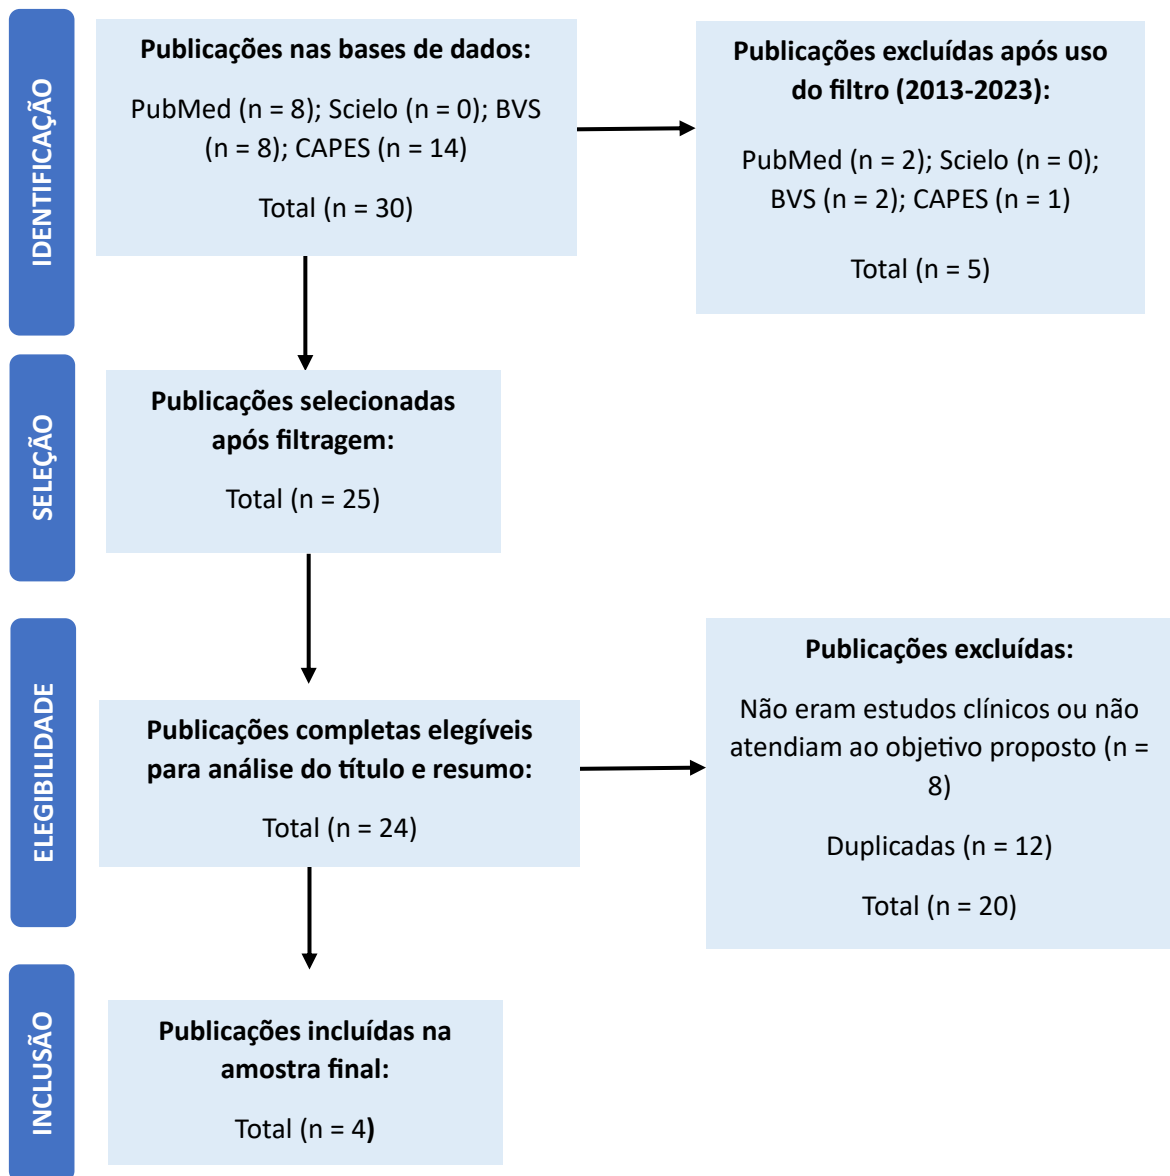 IDENTIFICAÇÃO
Publicações nas bases de dados:
PubMed (n = 8); Scielo (n = 0); BVS
(n = 8); CAPES (n = 14)
Total (n = 30)
Publicações excluídas após uso
do filtro (2013-2023):
PubMed (n = 2); Scielo (n = 0);
BVS (n = 2); CAPES (n = 1)
Total (n = 5)
SELEÇÃO
Publicações selecionadas
após filtragem:
Total (n = 25)
ELEGIBILIDADE
Publicações completas elegíveis
para análise do título e resumo:
Total (n = 24)
Publicações excluídas:
Não eram estudos clínicos ou não
atendiam ao objetivo proposto (n =
8)
Duplicadas (n = 12)
Total (n = 20)
INCLUSÃO
Publicações incluídas na
amostra final:
Total (n = 4)